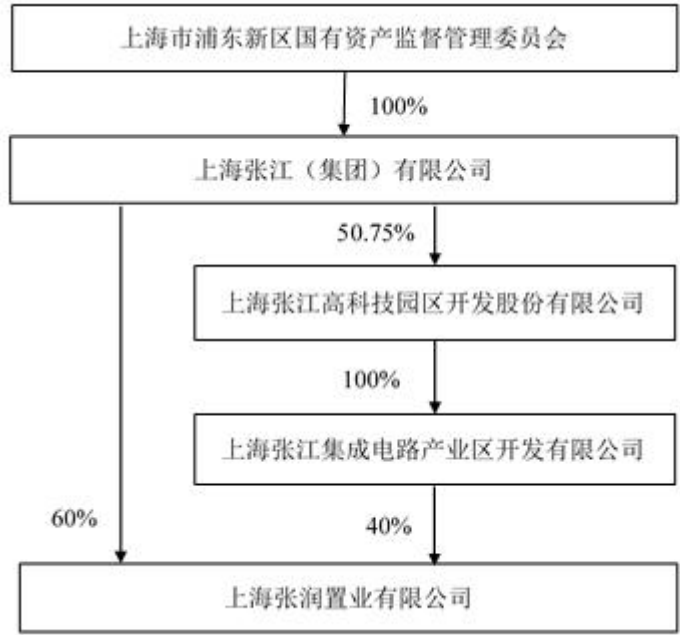 上海市浦东新区国有资产监督管理委员会
100%
上海张江（集团）有限公司
50.75%
上海张江高科技园区开发股份有限公司
100%
上海张江集成电路产业区开发有限公司
60%
40%
上海张润置业有限公司